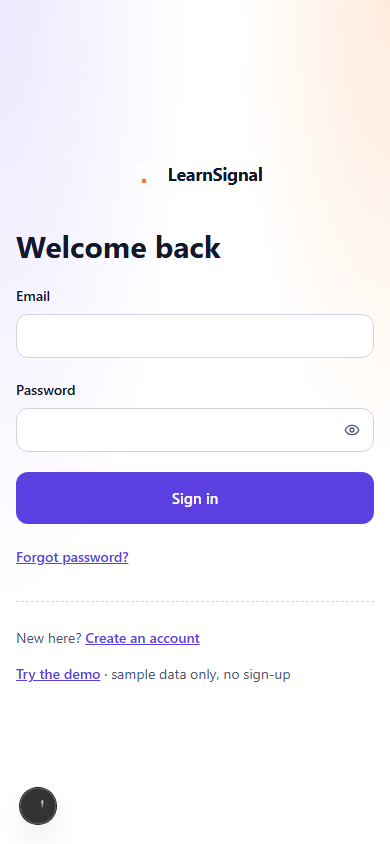 LearnSignal
Welcome back
Email
Password
Sign in
Forgot password?
New here? Create an account
Try the demo · sample data only, no sign-up